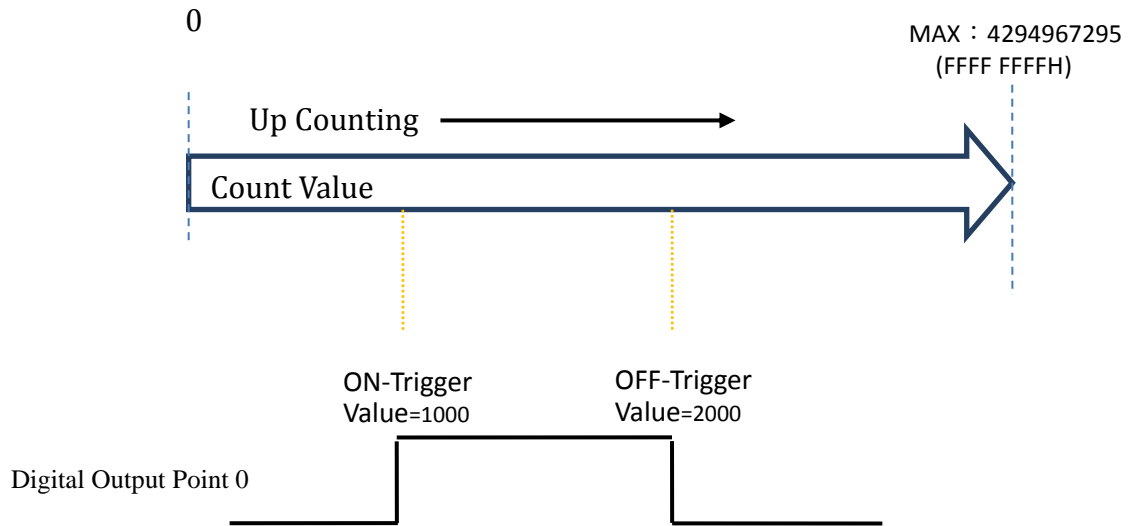 0
MAX：4294967295
(FFFF FFFFH)
Up Counting
Count Value
ON-Trigger
Value=1000
OFF-Trigger
Value=2000
Digital Output Point 0